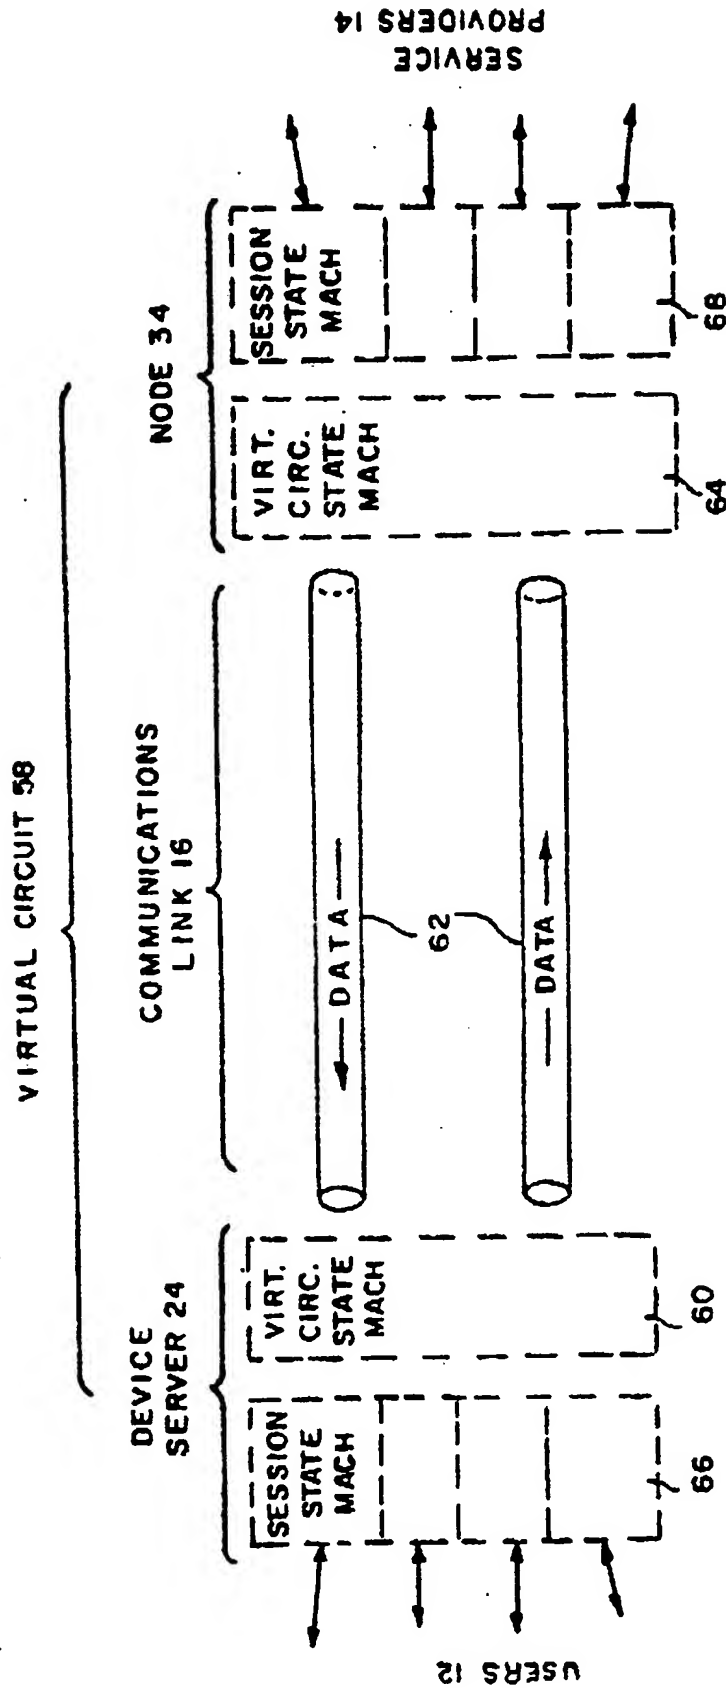 VIRTUAL CIRCUIT 58
DEVICE
SERVER 24
COMMUNICATIONS
LINK 16
NODE 34
USERS 12
SESSION
STATE
MACH
66
VIRT.
CIRC.
STATE
MACH
60
DATA
62
DATA
VIRT.
CIRC.
STATE
MACH
64
SESSION
STATE
MACH
68
SERVICE
PROVIDERS 14